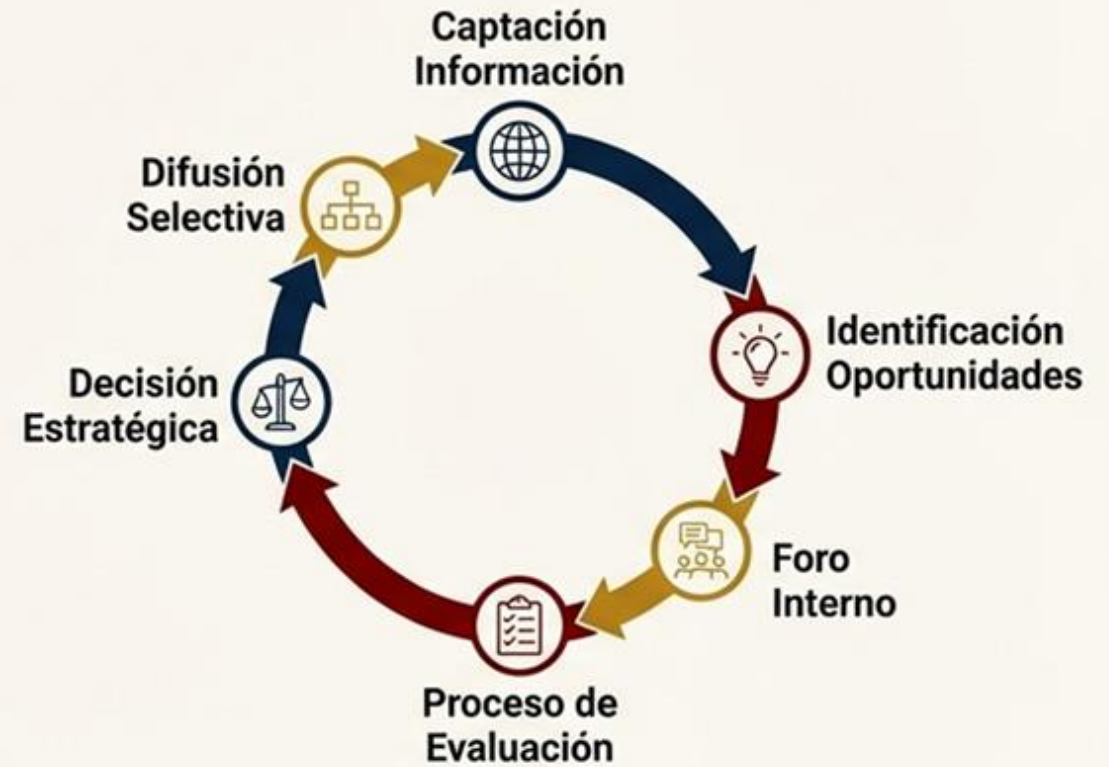 Captación
Información
Identificación
Oportunidades
Foro
Interno
Proceso de
Evaluación
Decisión
Estratégica
Difusión
Selectiva